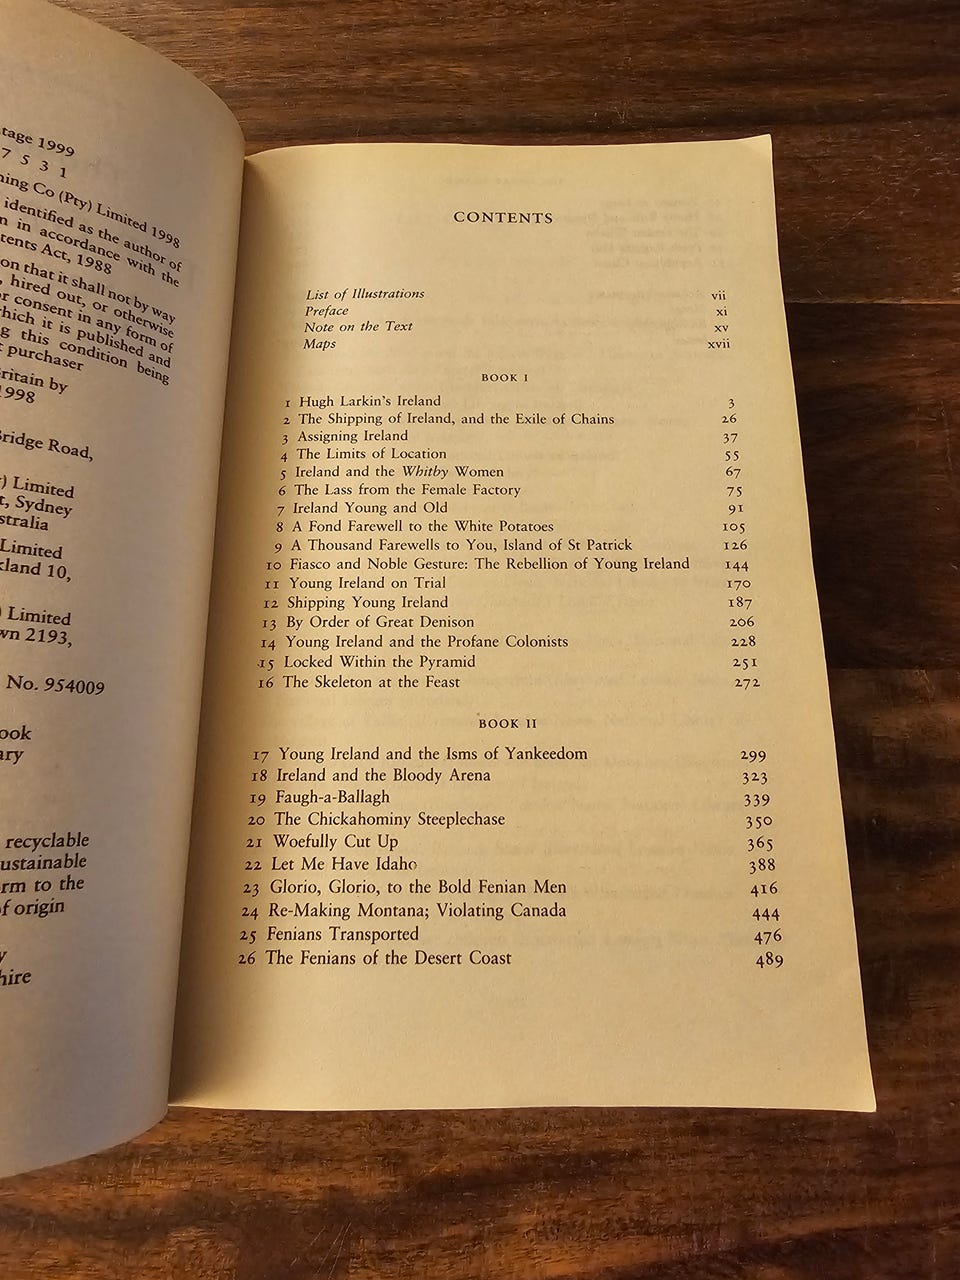 tage 1999
7 5 3 1
ning Co (Pty) Limited 1998
identified as the author of
n in accordance with the
tents Act, 1988
on that it shall not by way
, hired out, or otherwise
or consent in any form of
which it is published and
g this condition being
t purchaser
ritain by
1998
Bridge Road,
) Limited
t, Sydney
stralia
Limited
kland 10,
) Limited
wn 2193,
No. 954009
ook
ary
recyclable
ustainable
rm to the
f origin
y
hire
CONTENTS
List of Illustrations vii
Preface xi
Note on the Text xv
Maps xvii
BOOK I
1 Hugh Larkin's Ireland 3
2 The Shipping of Ireland, and the Exile of Chains 26
3 Assigning Ireland 37
4 The Limits of Location 55
5 Ireland and the Whitby Women 67
6 The Lass from the Female Factory 75
7 Ireland Young and Old 91
8 A Fond Farewell to the White Potatoes 105
9 A Thousand Farewells to You, Island of St Patrick 126
10 Fiasco and Noble Gesture: The Rebellion of Young Ireland 144
11 Young Ireland on Trial 170
12 Shipping Young Ireland 187
13 By Order of Great Denison 206
14 Young Ireland and the Profane Colonists 228
15 Locked Within the Pyramid 251
16 The Skeleton at the Feast 272
BOOK II
17 Young Ireland and the Isms of Yankeedom 299
18 Ireland and the Bloody Arena 323
19 Faugh-a-Ballagh 339
20 The Chickahominy Steeplechase 350
21 Woefully Cut Up 365
22 Let Me Have Idaho 388
23 Glorio, Glorio, to the Bold Fenian Men 416
24 Re-Making Montana; Violating Canada 444
25 Fenians Transported 476
26 The Fenians of the Desert Coast 489